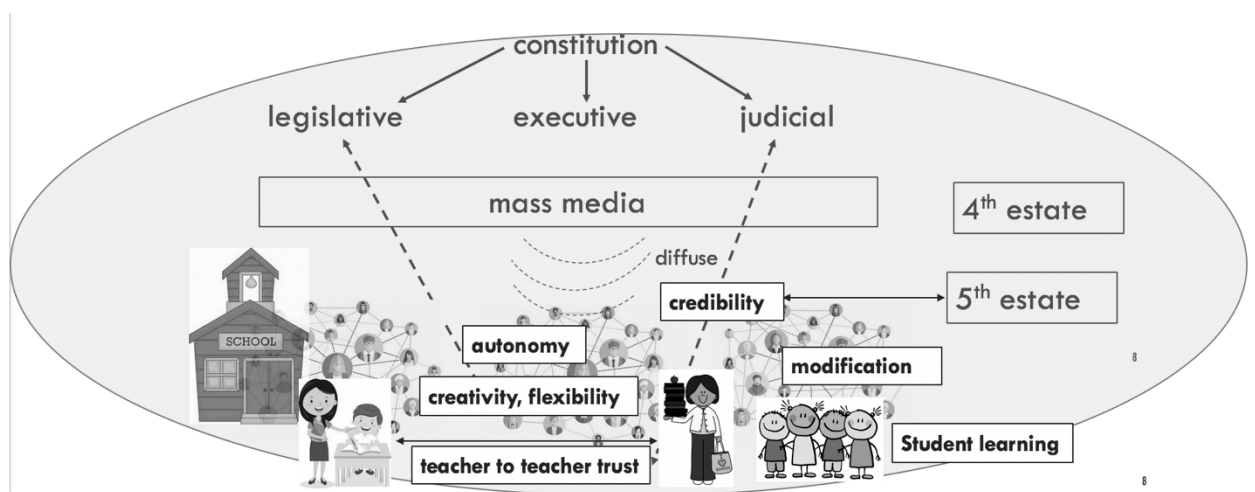 constitution
legislative executive judicial
mass media
4th estate
diffuse
credibility
5th estate
SCHOOL
autonomy
modification
8
creativity, flexibility
Student learning
teacher to teacher trust
8